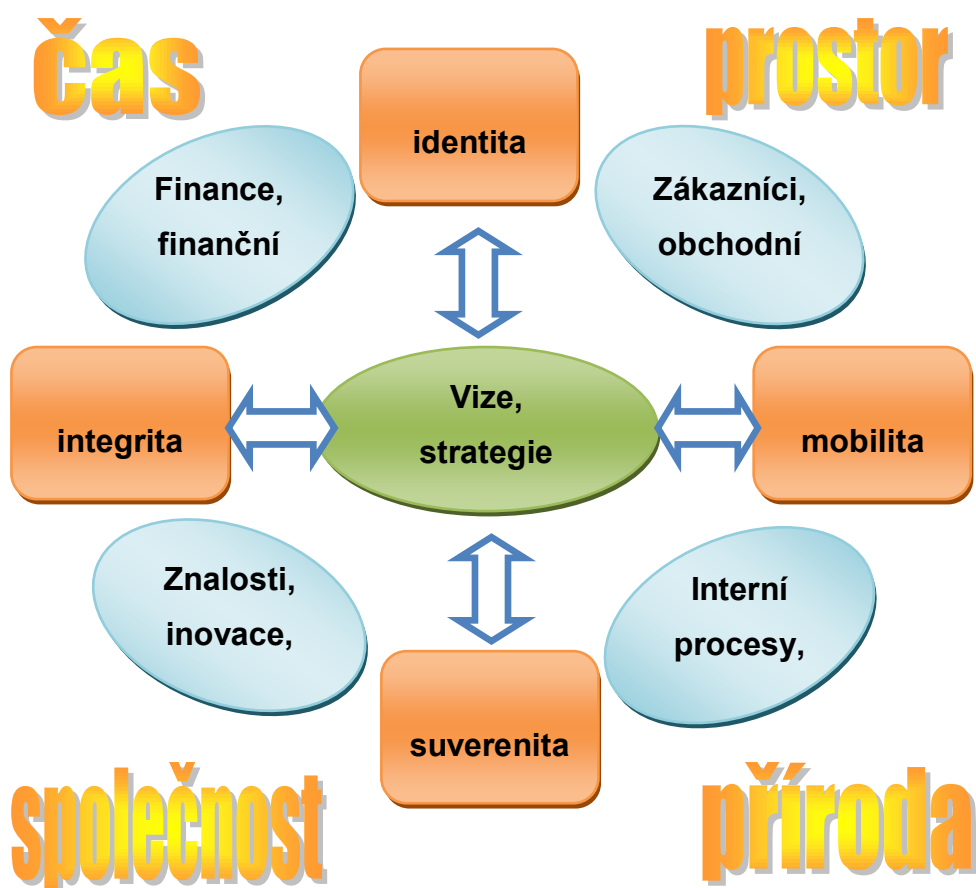 čas
prostor
identita
Finance,
finanční
Zákazníci,
obchodní
integrita
Vize,
strategie
mobilita
Znalosti,
inovace,
Interní
procesy,
suverenita
společnost
příroda